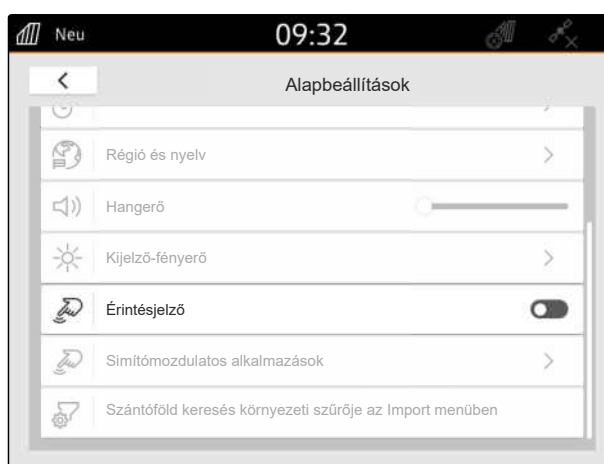 Neu 09:32
Alapbeállítások
Régió és nyelv
Hangerő
Kijelző-fényerő
Érintésjelző
Simítómozdulatos alkalmazások
Szántóföld keresés környezeti szűrője az Import menüben